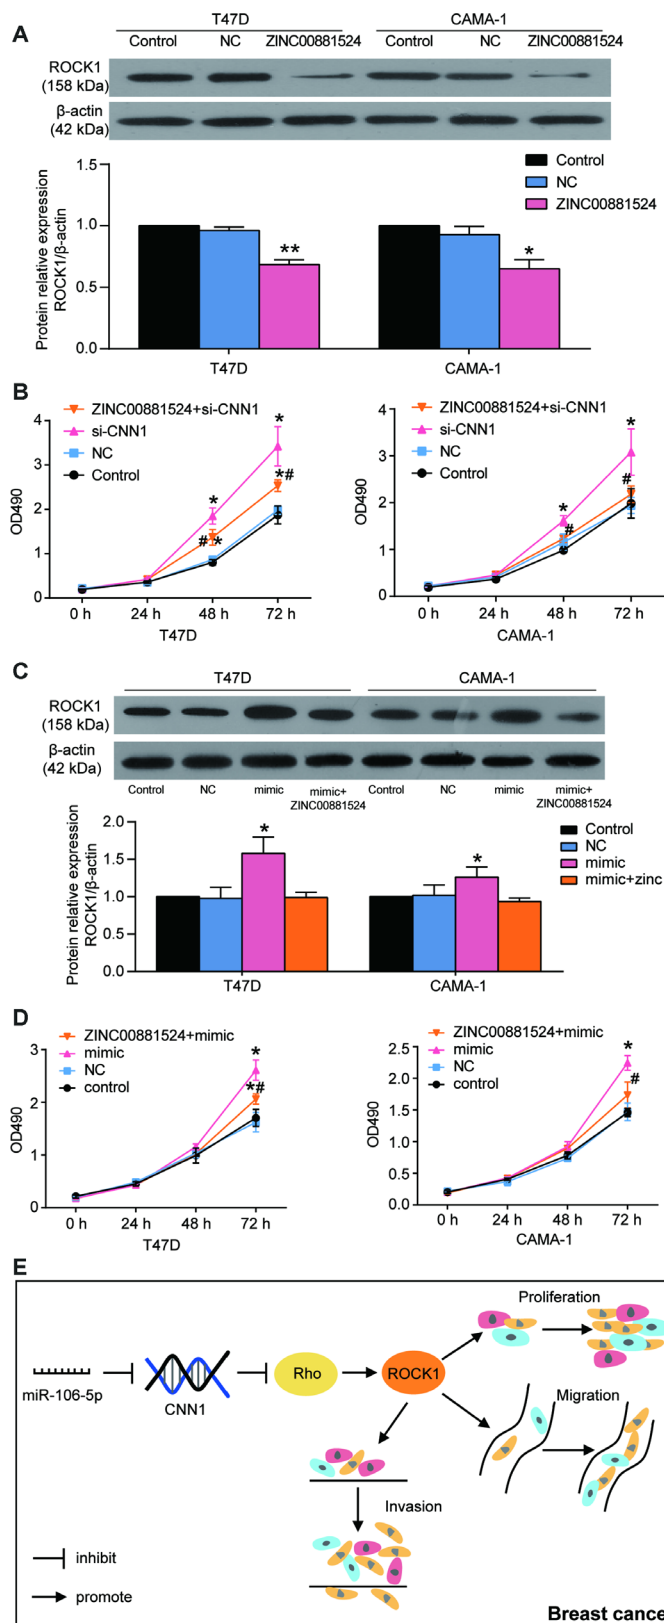 A
T47D
CAMA-1
Control NC ZINC00881524 Control NC ZINC00881524
ROCK1
(158 kDa)
β-actin
(42 kDa)
Protein relative expression
ROCK1/β-actin
1.5
1.0
0.5
0.0
Control
NC
ZINC00881524
**
*
T47D
CAMA-1
B
ZINC00881524+si-CNN1
si-CNN1
NC
Control
OD490
4
3
2
1
0
*
*#
*
#
*
0 h 24 h 48 h 72 h
T47D
ZINC00881524+si-CNN1
si-CNN1
NC
Control
OD490
4
3
2
1
0
*
#
*
#
0 h 24 h 48 h 72 h
CAMA-1
C
T47D
CAMA-1
ROCK1
(158 kDa)
β-actin
(42 kDa)
Control NC mimic mimic+ Control NC mimic mimic+
ZINC00881524 ZINC00881524
Protein relative expression
ROCK1/β-actin
2.0
1.5
1.0
0.5
0.0
Control
NC
mimic
mimic+zinc
*
*
T47D
CAMA-1
D
ZINC00881524+mimic
mimic
NC
control
OD490
3
2
1
0
*
*#
0 h 24 h 48 h 72 h
T47D
ZINC00881524+mimic
mimic
NC
control
OD490
2.5
2.0
1.5
1.0
0.5
0.0
*
#
0 h 24 h 48 h 72 h
CAMA-1
E
Proliferation
miR-106-5p
CNN1
Rho
ROCK1
Migration
Invasion
inhibit
promote
Breast cance